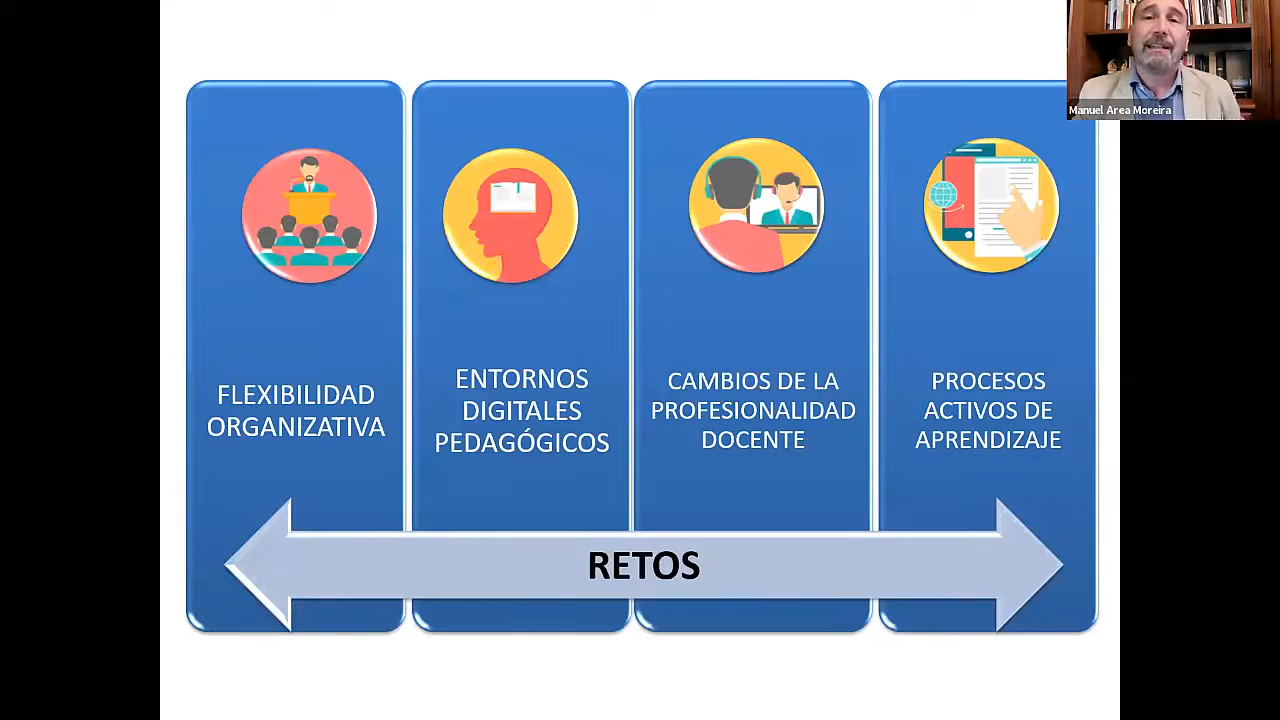 Manuel Area Moreira
FLEXIBILIDAD
ORGANIZATIVA
ENTORNOS
DIGITALES
PEDAGÓGICOS
CAMBIOS DE LA
PROFESIONALIDAD
DOCENTE
PROCESOS
ACTIVOS DE
APRENDIZAJE
RETOS